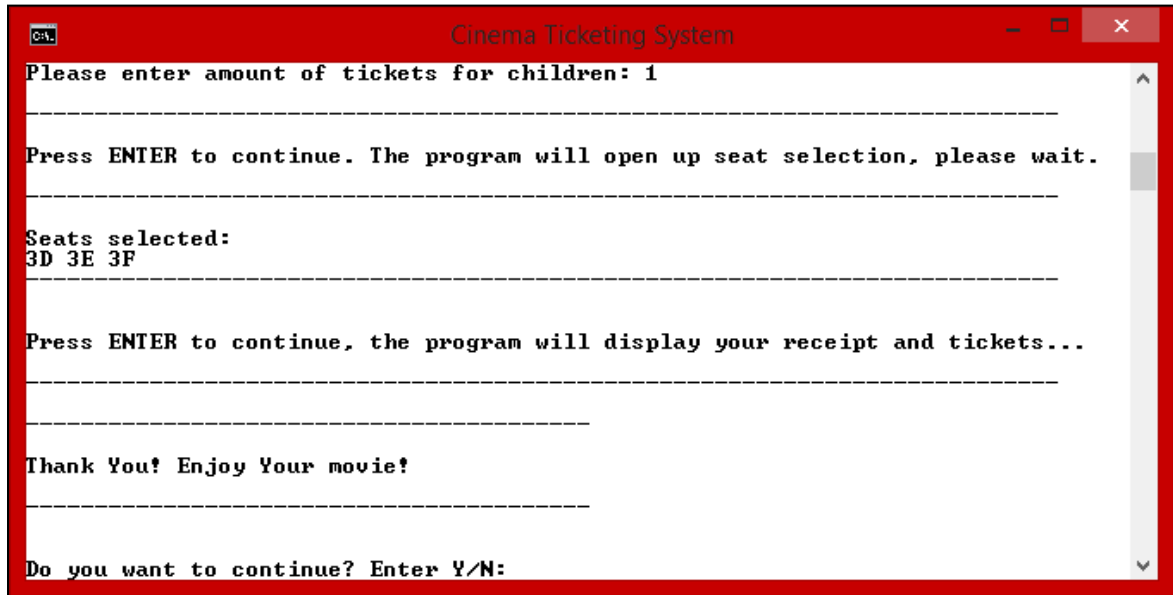 Cinema Ticketing System
Please enter amount of tickets for children: 1
--------------------------------------------------------------------------
Press ENTER to continue. The program will open up seat selection, please wait.
--------------------------------------------------------------------------
Seats selected:
3D 3E 3F
--------------------------------------------------------------------------
Press ENTER to continue, the program will display your receipt and tickets...
--------------------------------------------------------------------------
-----------------------------------------
Thank You! Enjoy Your movie!
-----------------------------------------
Do you want to continue? Enter Y/N: